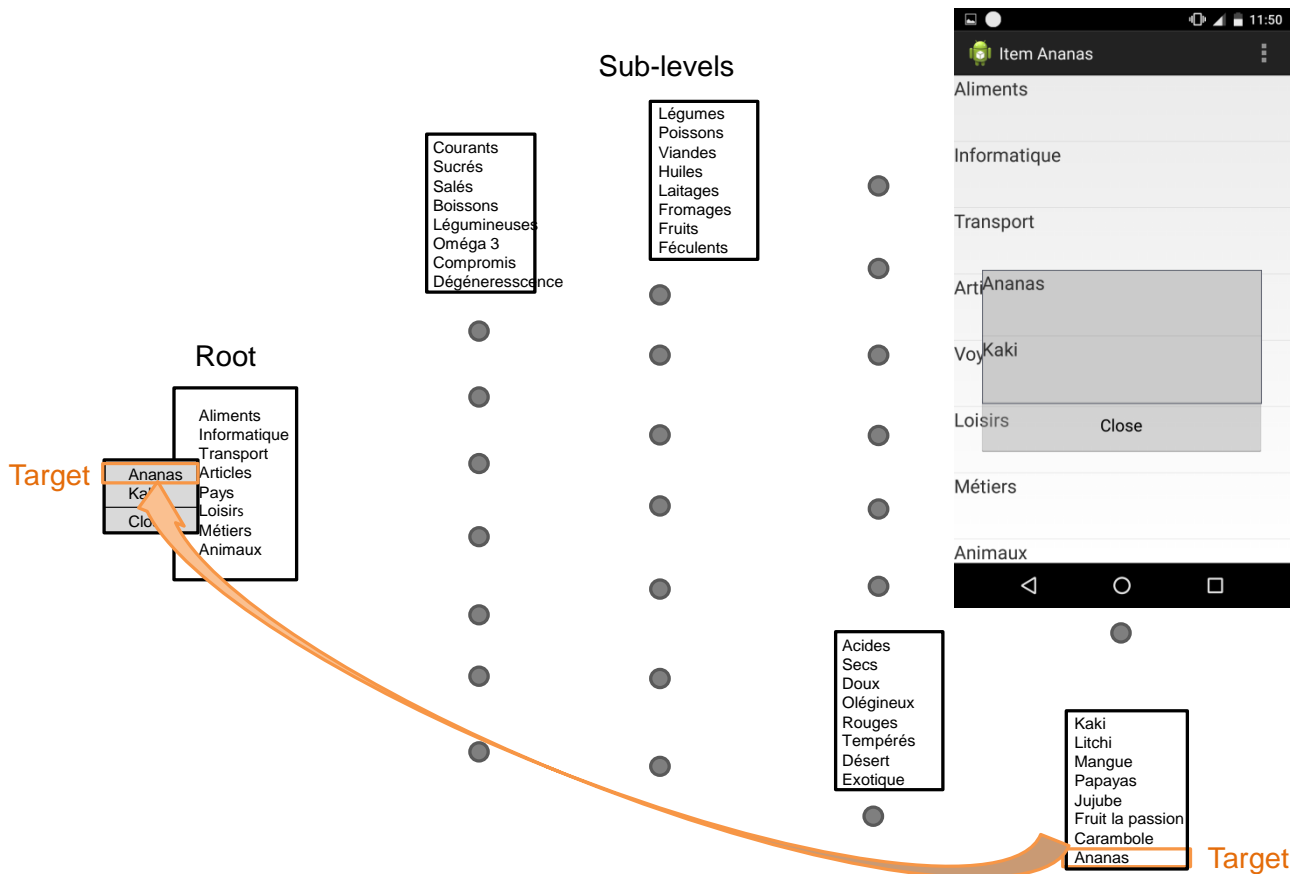 Sub-levels
Root
Target
Ananas
Close
Aliments
Informatique
Transport
Articles
Pays
Loisirs
Métiers
Animaux
Courants
Sucrés
Salés
Boissons
Légumineuses
Oméga 3
Compromis
Dégéneresscence
Légumes
Poissons
Viandes
Huiles
Laitages
Fromages
Fruits
Féculents
Acides
Secs
Doux
Olégineux
Rouges
Tempérés
Désert
Exotique
Kaki
Litchi
Mangue
Papayas
Jujube
Fruit la passion
Carambole
Ananas
Target
11:50
Item Ananas
Aliments
Informatique
Transport
Arti
Ananas
Voy
Kaki
Loisirs
Close
Métiers
Animaux